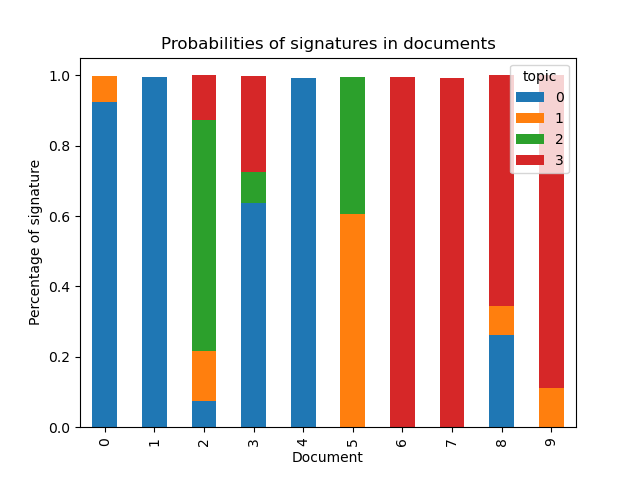 Probabilities of signatures in documents
topic
0
1
2
3
1.0
0.8
0.6
0.4
0.2
0.0
Percentage of signature
0 1 2 3 4 5 6 7 8 9
Document